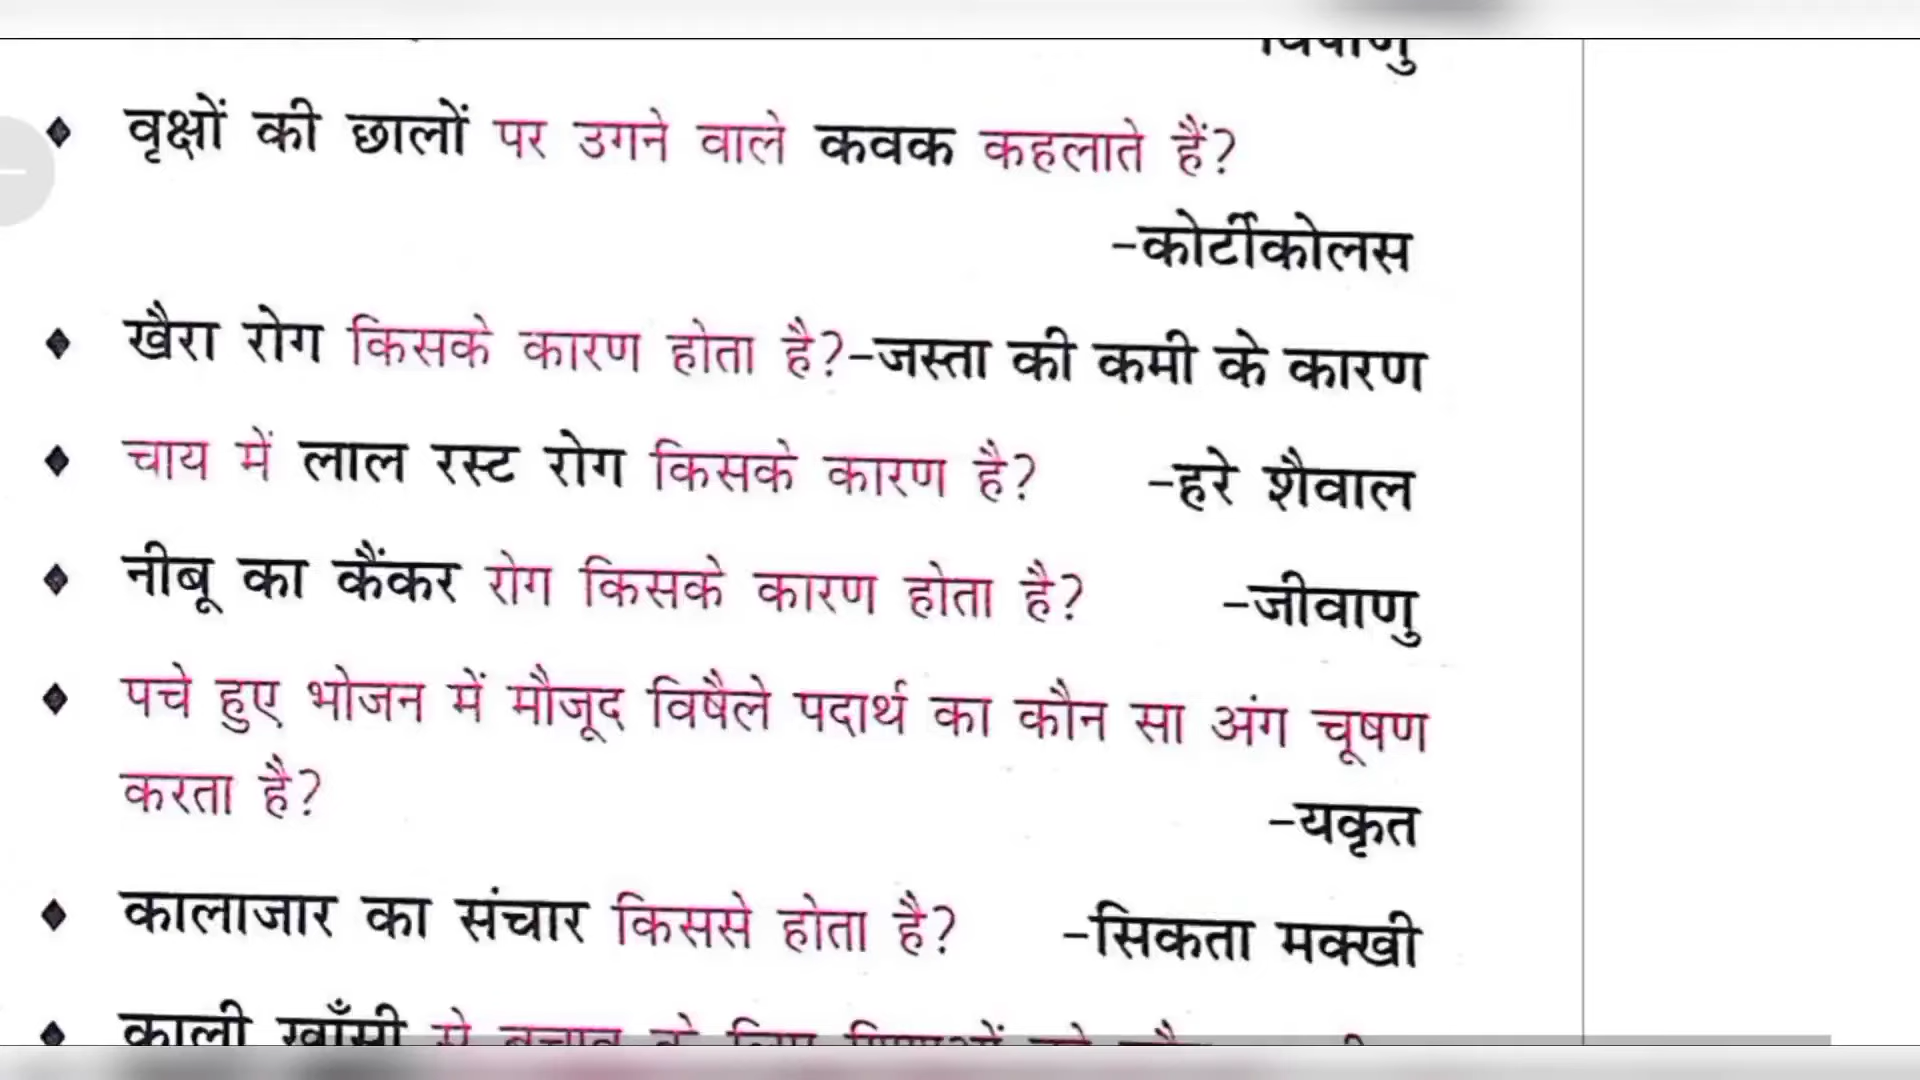 वृक्षों की छालों पर उगने वाले कवक कहलाते हैं?
-कोर्टीकोलस
खैरा रोग किसके कारण होता है?-जस्ता की कमी के कारण
चाय में लाल रस्ट रोग किसके कारण है? -हरे शैवाल
नीबू का कैंकर रोग किसके कारण होता है? -जीवाणु
पचे हुए भोजन में मौजूद विषैले पदार्थ का कौन सा अंग चूषण
करता है?
-यकृत
कालाजार का संचार किससे होता है? -सिकता मक्खी
काली खाँसी से बचाव के लिए